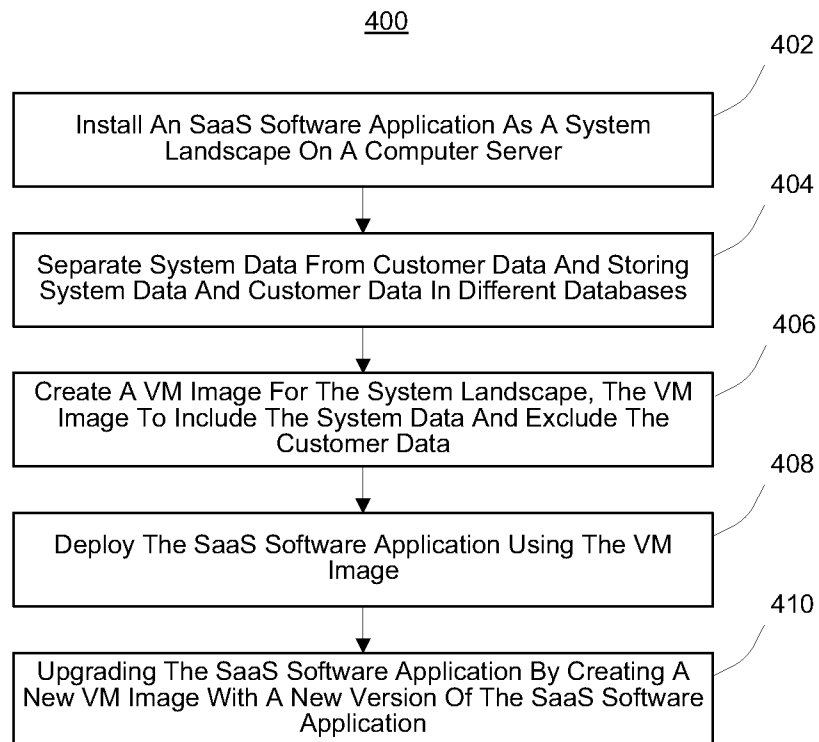 400
402
Install An SaaS Software Application As A System
Landscape On A Computer Server
404
Separate System Data From Customer Data And Storing
System Data And Customer Data In Different Databases
406
Create A VM Image For The System Landscape, The VM
Image To Include The System Data And Exclude The
Customer Data
408
Deploy The SaaS Software Application Using The VM
Image
410
Upgrading The SaaS Software Application By Creating A
New VM Image With A New Version Of The SaaS Software
Application